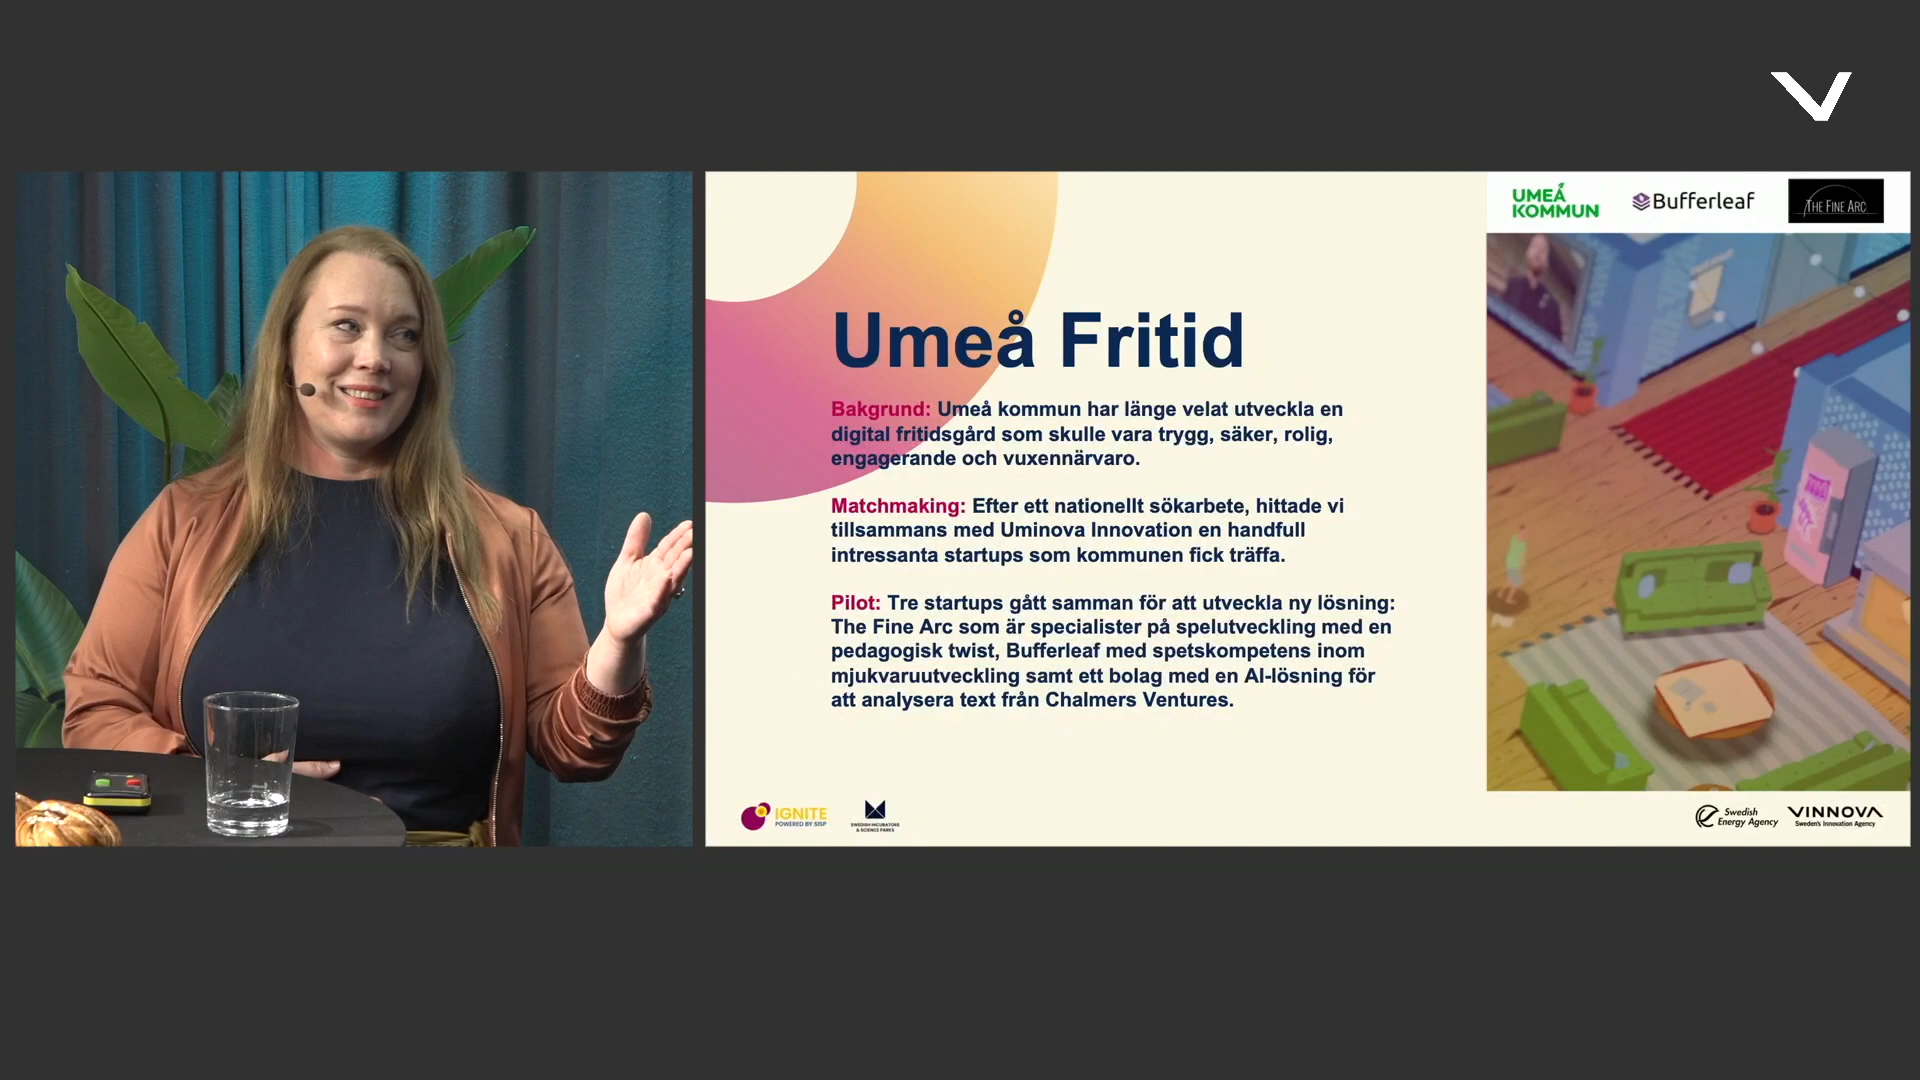 UMEÅ
KOMMUN
Bufferleaf
THE FINE ARC
Umeå Fritid
Bakgrund: Umeå kommun har länge velat utveckla en
digital fritidsgård som skulle vara trygg, säker, rolig,
engagerande och vuxennärvaro.
Matchmaking: Efter ett nationellt sökarbete, hittade vi
tillsammans med Uminova Innovation en handfull
intressanta startups som kommunen fick träffa.
Pilot: Tre startups gått samman för att utveckla ny lösning:
The Fine Arc som är specialister på spelutveckling med en
pedagogisk twist, Bufferleaf med spetskompetens inom
mjukvaruutveckling samt ett bolag med en AI-lösning för
att analysera text från Chalmers Ventures.
IGNITE
POWERED BY SISP
SWEDISH INCUBATORS
& SCIENCE PARKS
Swedish
Energy Agency
VINNOVA
Sweden's Innovation Agency